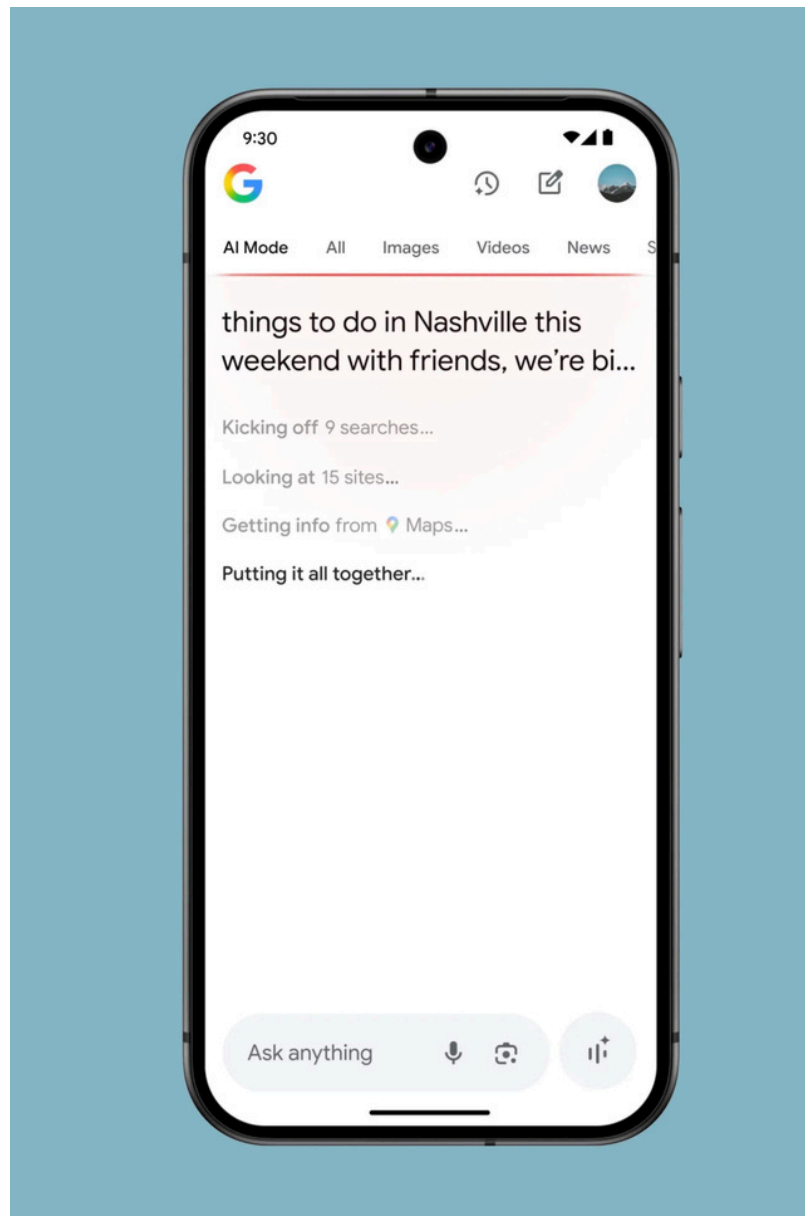 9:30
AI Mode All Images Videos News S
things to do in Nashville this
weekend with friends, we’re bi...
Kicking off 9 searches...
Looking at 15 sites...
Getting info from Maps...
Putting it all together...
Ask anything